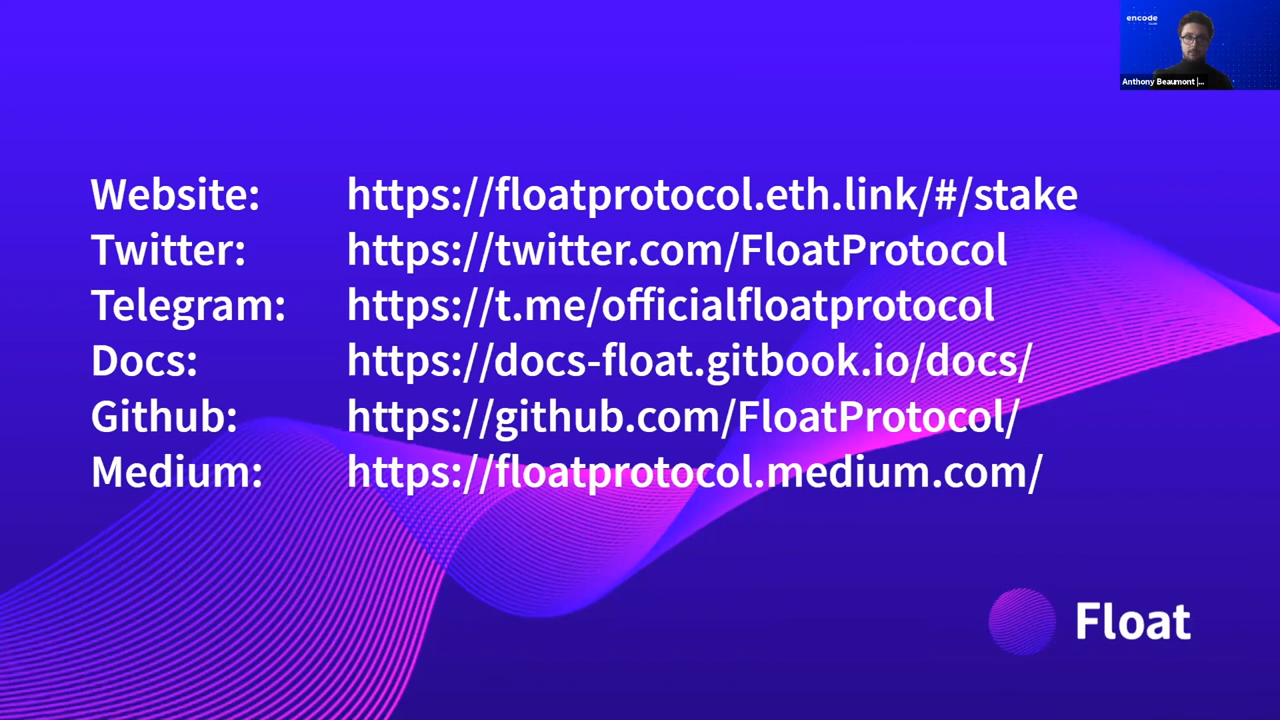 encode
Anthony Beaumont |...
Website: https://floatprotocol.eth.link/#/stake
Twitter: https://twitter.com/FloatProtocol
Telegram: https://t.me/officialfloatprotocol
Docs: https://docs-float.gitbook.io/docs/
Github: https://github.com/FloatProtocol/
Medium: https://floatprotocol.medium.com/
Float